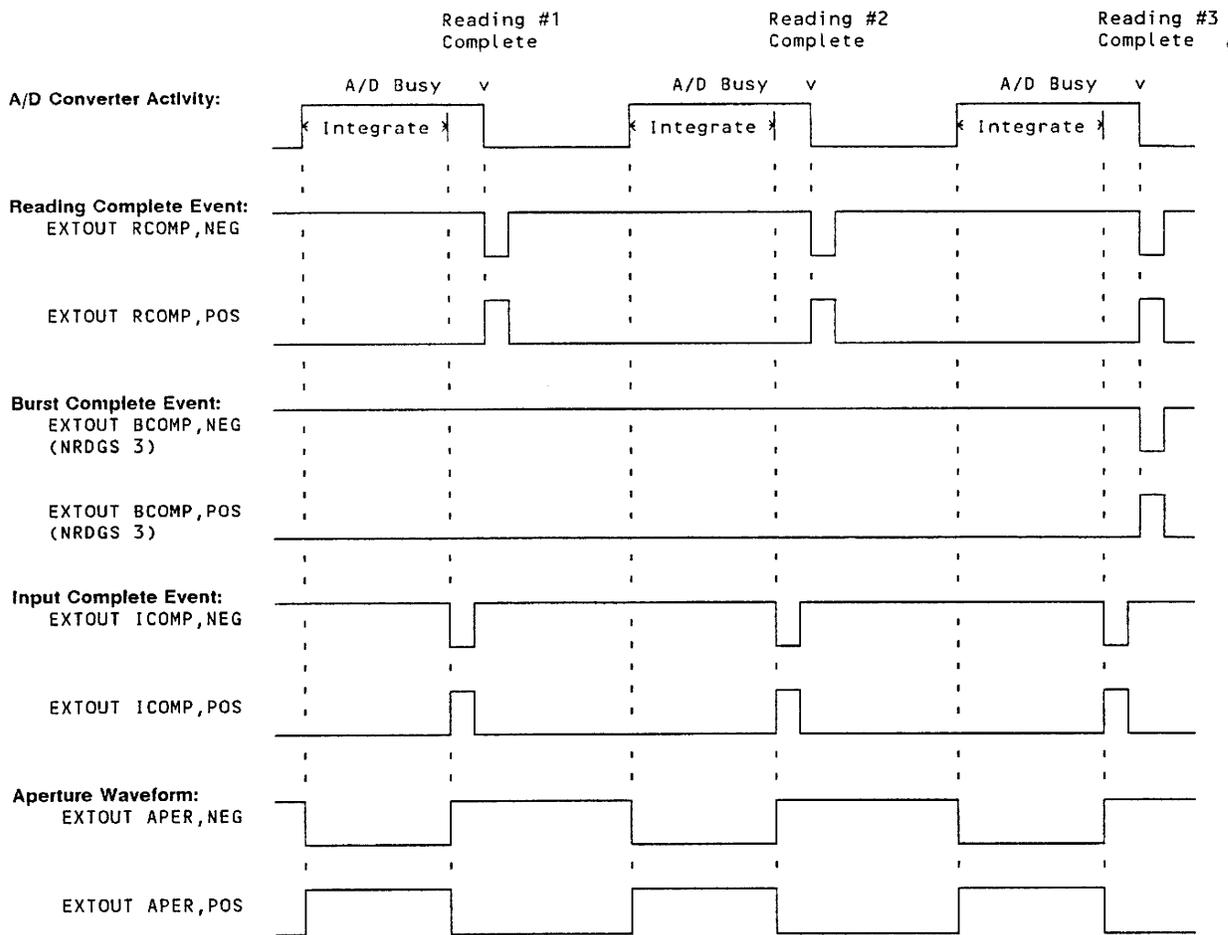 Reading #1
Complete
Reading #2
Complete
Reading #3
Complete
A/D Converter Activity:
A/D Busy v
A/D Busy v
A/D Busy v
Integrate
Integrate
Integrate
Reading Complete Event:
EXTOUT RCOMP,NEG
EXTOUT RCOMP,POS
Burst Complete Event:
EXTOUT BCOMP,NEG
(NRDGS 3)
EXTOUT BCOMP,POS
(NRDGS 3)
Input Complete Event:
EXTOUT ICOMP,NEG
EXTOUT ICOMP,POS
Aperture Waveform:
EXTOUT APER,NEG
EXTOUT APER,POS